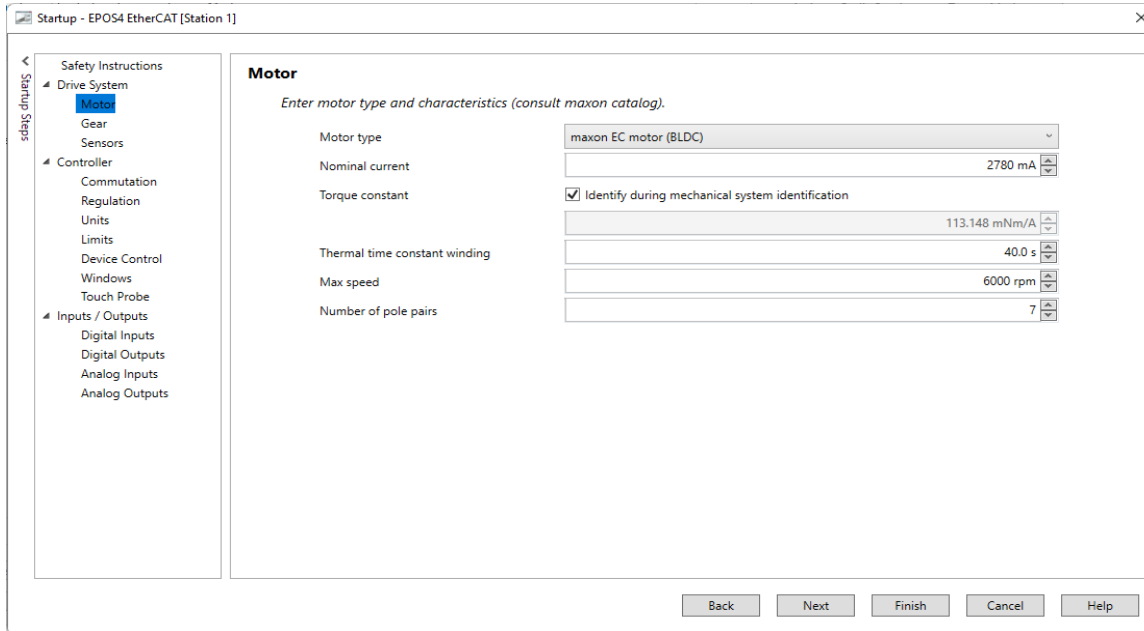 Startup - EPOS4 EtherCAT [Station 1]
Startup Steps
Safety Instructions
Drive System
Motor
Gear
Sensors
Controller
Commutation
Regulation
Units
Limits
Device Control
Windows
Touch Probe
Inputs / Outputs
Digital Inputs
Digital Outputs
Analog Inputs
Analog Outputs
Motor
Enter motor type and characteristics (consult maxon catalog).
Motor type maxon EC motor (BLDC)
Nominal current 2780 mA
Torque constant Identify during mechanical system identification
113.148 mNm/A
Thermal time constant winding 40.0 s
Max speed 6000 rpm
Number of pole pairs 7
Back Next Finish Cancel Help